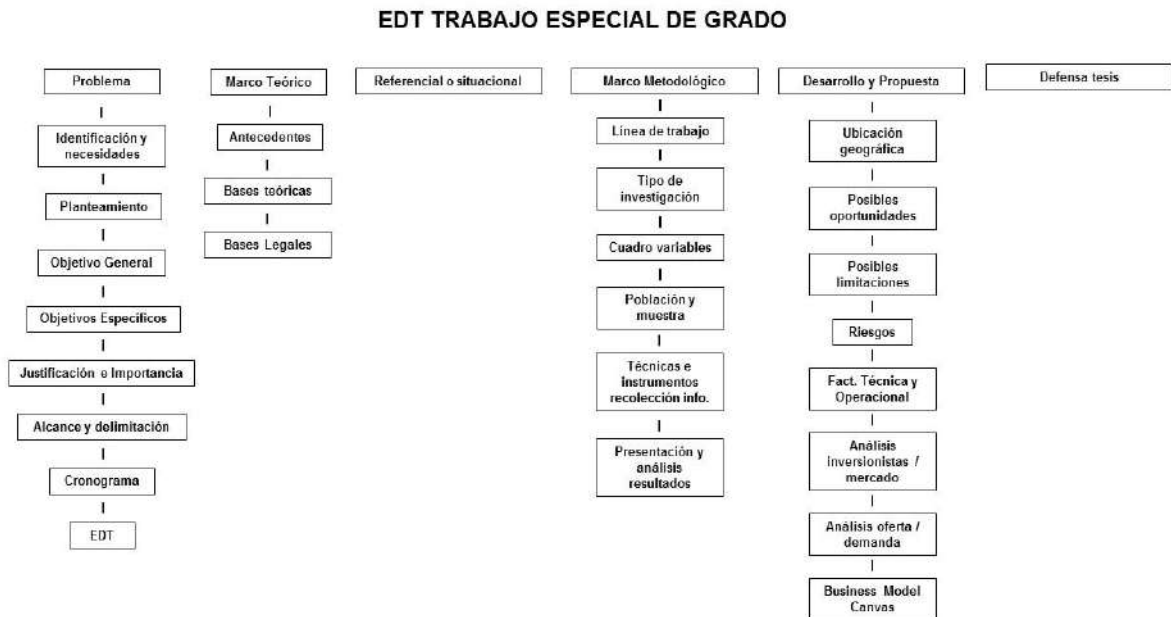 EDT TRABAJO ESPECIAL DE GRADO
Problema
Identificación y
necesidades
Planteamiento
Objetivo General
Objetivos Específicos
Justificación e Importancia
Alcance y delimitación
Cronograma
EDT
Marco Teórico
Antecedentes
Bases teóricas
Bases Legales
Referencial o situacional
Marco Metodológico
Línea de trabajo
Tipo de
investigación
Cuadro variables
Población y
muestra
Técnicas e
instrumentos
recolección info.
Presentación y
análisis
resultados
Desarrollo y Propuesta
Ubicación
geográfica
Posibles
oportunidades
Posibles
limitaciones
Riesgos
Fact. Técnica y
Operacional
Análisis
inversionistas /
mercado
Análisis oferta /
demanda
Business Model
Canvas
Defensa tesis